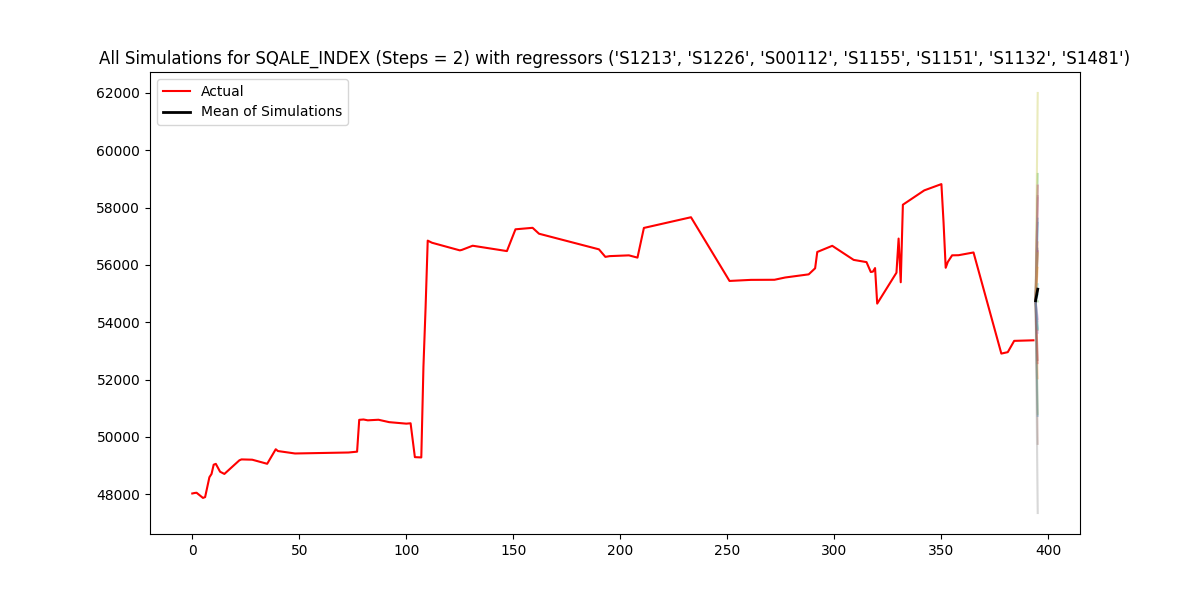 All Simulations for SQALE_INDEX (Steps = 2) with regressors ('S1213', 'S1226', 'S00112', 'S1155', 'S1151', 'S1132', 'S1481')
Actual
Mean of Simulations
62000
60000
58000
56000
54000
52000
50000
48000
0 50 100 150 200 250 300 350 400